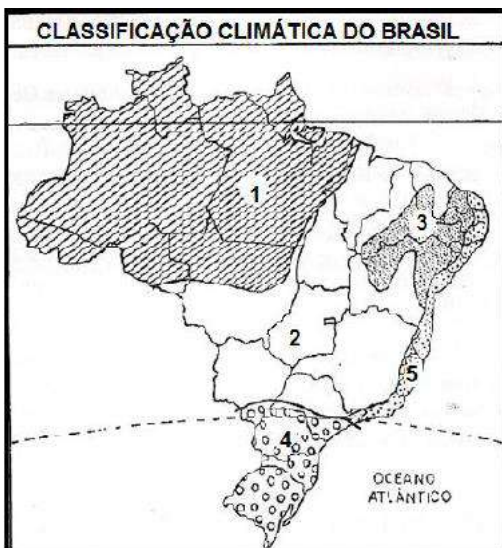 CLASSIFICAÇÃO CLIMÁTICA DO BRASIL
1
3
2
5
4
OCEANO
ATLÂNTICO